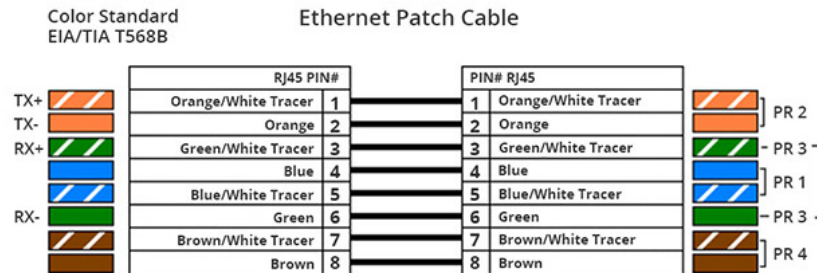 Color Standard
EIA/TIA T568B
Ethernet Patch Cable
RJ45 PIN#
PIN# RJ45
TX+ Orange/White Tracer 1 1 Orange/White Tracer
TX- Orange 2 2 Orange
PR 2
RX+ Green/White Tracer 3 3 Green/White Tracer PR 3
Blue 4 4 Blue
PR 1
Blue/White Tracer 5 5 Blue/White Tracer
RX- Green 6 6 Green PR 3
Brown/White Tracer 7 7 Brown/White Tracer
PR 4
Brown 8 8 Brown